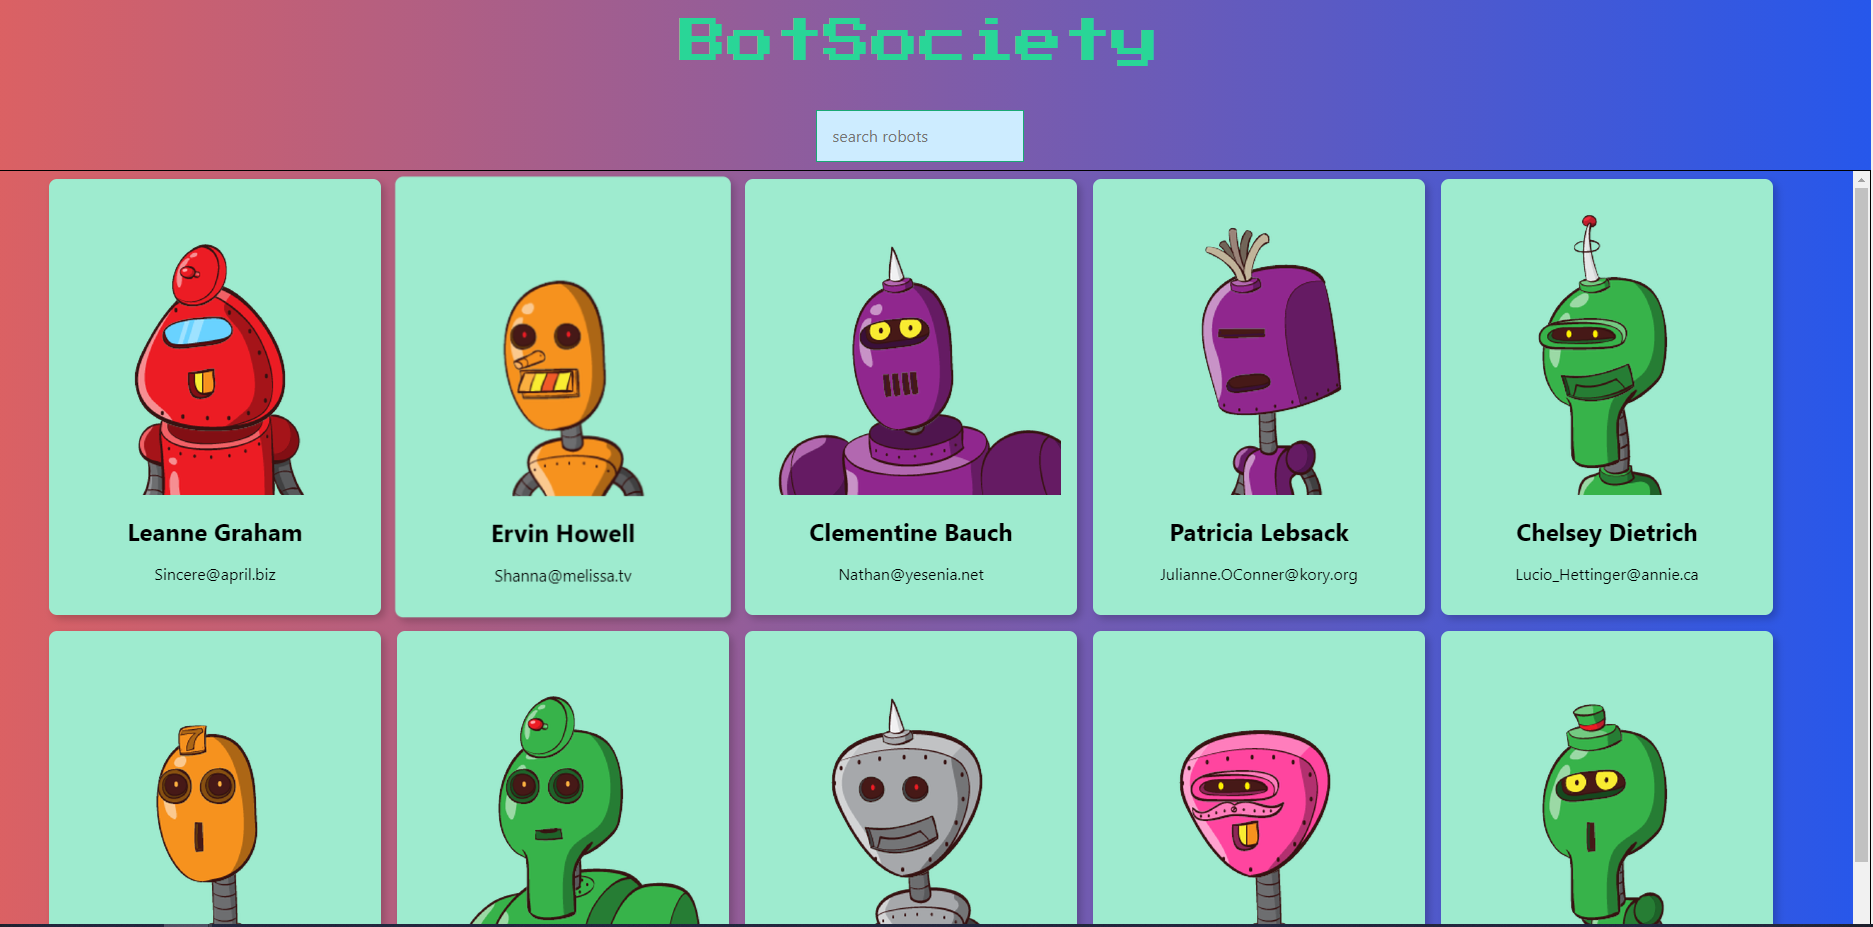 BotSociety
search robots
Leanne Graham
Sincere@april.biz
Ervin Howell
Shanna@melissa.tv
Clementine Bauch
Nathan@yesenia.net
Patricia Lebsack
Julianne.OConner@kory.org
Chelsey Dietrich
Lucio_Hettinger@annie.ca
7